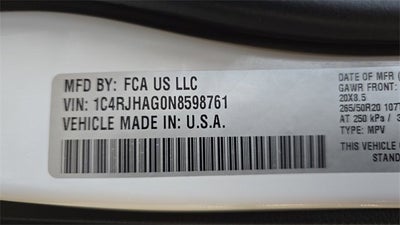 MFD BY: FCA US LLC
VIN: 1C4RJHAG0N8598761
VEHICLE MADE IN: U.S.A.
DATE OF MFR
GAWR FRONT:
20X8.5
265/50R20 107
AT 250 kPa /
TYPE: MPV
THIS VEHICLE
STAND